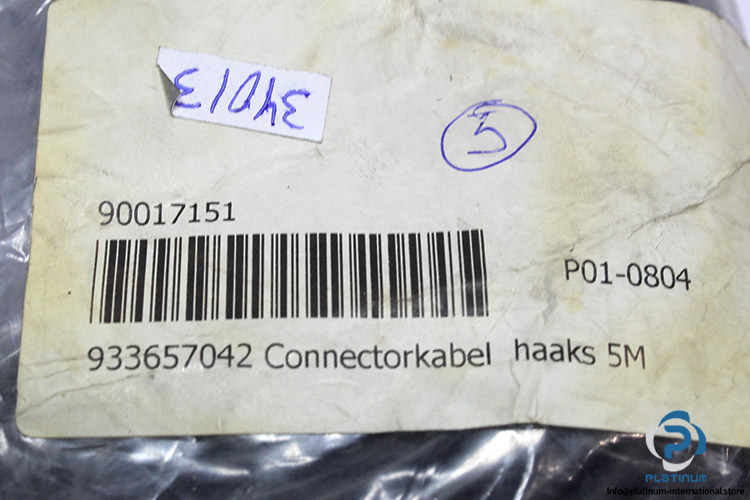 34013
5
90017151
P01-0804
933657042 Connectorkabel haaks 5M
PLATINUM
info@platinum-international.store